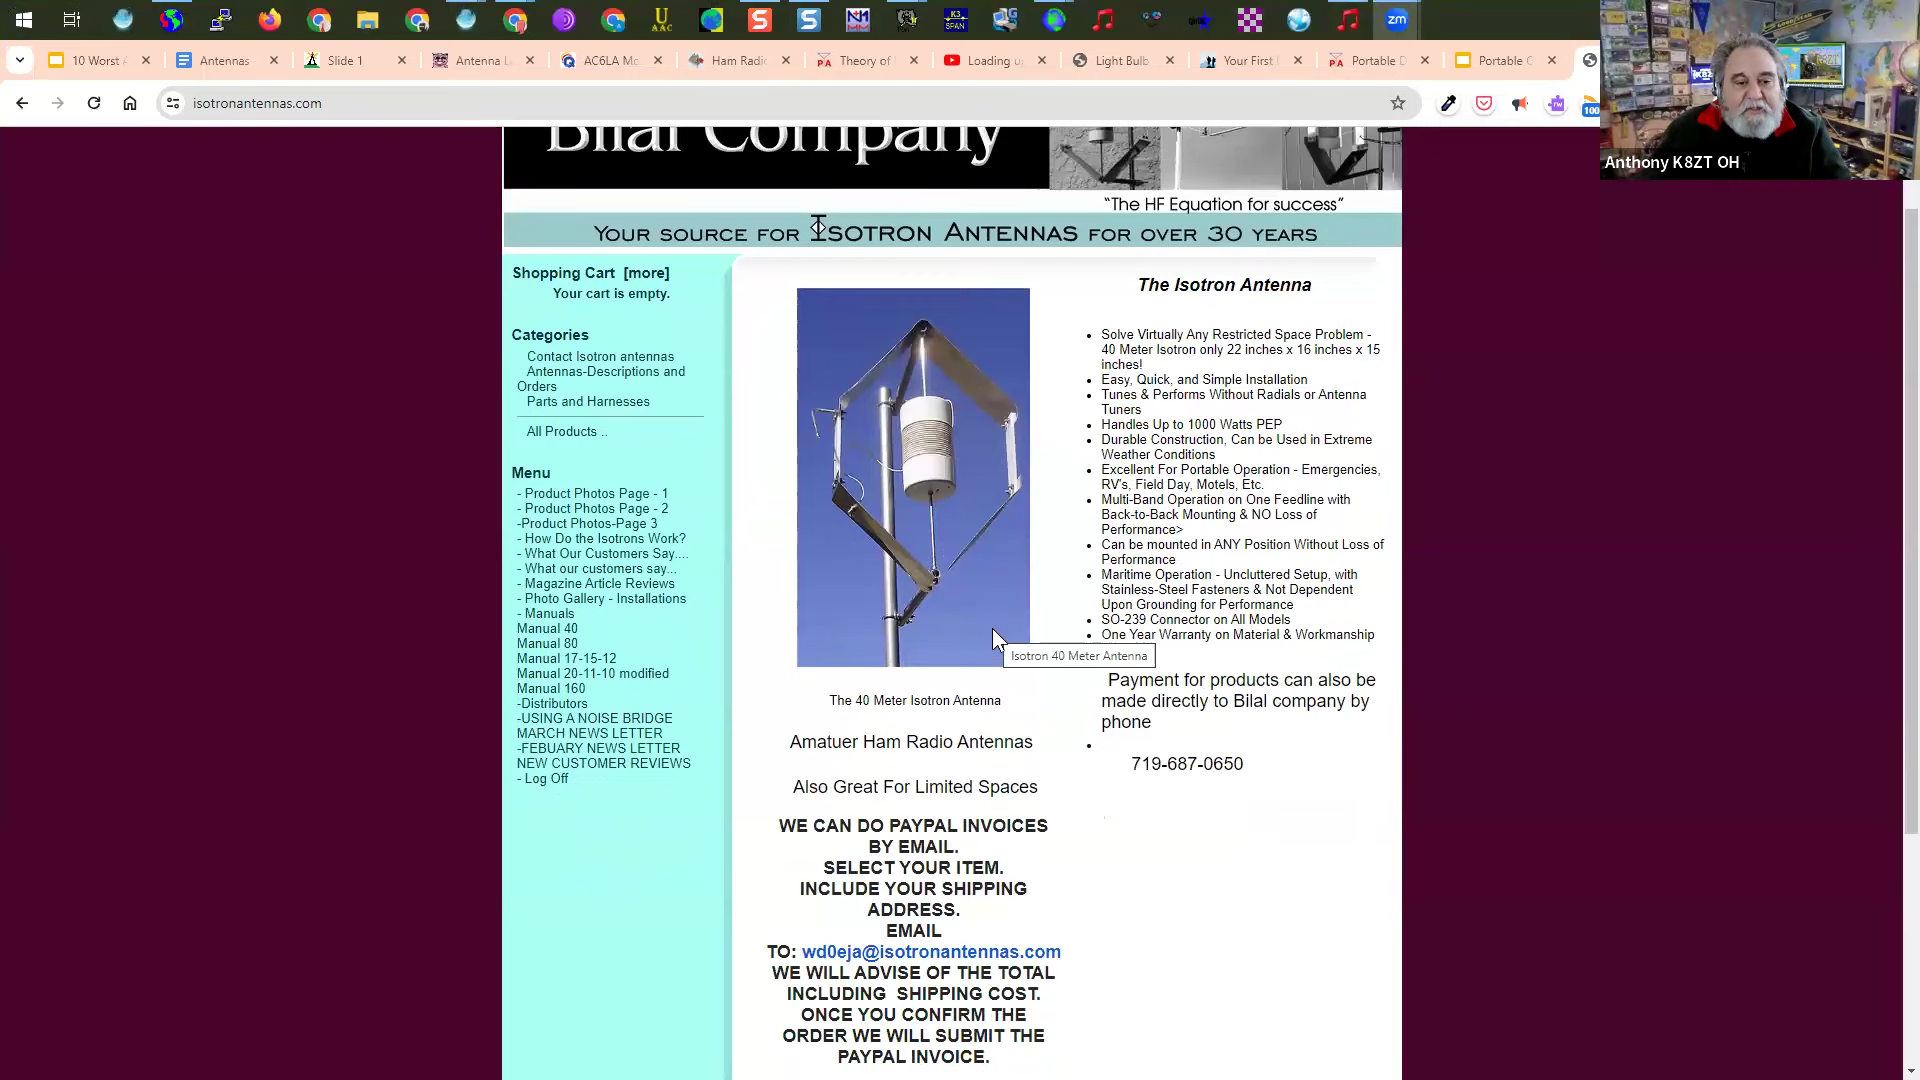 10 Worst
Antennas
Slide 1
Antenna L
AC6LA Mo
Ham Radio
Theory of
Loading u
Light Bulb
Your First
Portable D
Portable
isotronantennas.com
100
Anthony K8ZT OH
Bilal Company
"The HF Equation for success"
YOUR SOURCE FOR ISOTRON ANTENNAS FOR OVER 30 YEARS
Shopping Cart [more]
Your cart is empty.
Categories
Contact Isotron antennas
Antennas-Descriptions and
Orders
Parts and Harnesses
All Products ..
Menu
- Product Photos Page - 1
- Product Photos Page - 2
-Product Photos-Page 3
- How Do the Isotrons Work?
- What Our Customers Say....
- What our customers say...
- Magazine Article Reviews
- Photo Gallery - Installations
- Manuals
Manual 40
Manual 80
Manual 17-15-12
Manual 20-11-10 modified
Manual 160
-Distributors
-USING A NOISE BRIDGE
MARCH NEWS LETTER
-FEBUARY NEWS LETTER
NEW CUSTOMER REVIEWS
- Log Off
Isotron 40 Meter Antenna
The 40 Meter Isotron Antenna
Amatuer Ham Radio Antennas
Also Great For Limited Spaces
WE CAN DO PAYPAL INVOICES
BY EMAIL.
SELECT YOUR ITEM.
INCLUDE YOUR SHIPPING
ADDRESS.
EMAIL
TO: wd0eja@isotronantennas.com
WE WILL ADVISE OF THE TOTAL
INCLUDING SHIPPING COST.
ONCE YOU CONFIRM THE
ORDER WE WILL SUBMIT THE
PAYPAL INVOICE.
The Isotron Antenna
• Solve Virtually Any Restricted Space Problem -
40 Meter Isotron only 22 inches x 16 inches x 15
inches!
• Easy, Quick, and Simple Installation
• Tunes & Performs Without Radials or Antenna
Tuners
• Handles Up to 1000 Watts PEP
• Durable Construction, Can be Used in Extreme
Weather Conditions
• Excellent For Portable Operation - Emergencies,
RV's, Field Day, Motels, Etc.
• Multi-Band Operation on One Feedline with
Back-to-Back Mounting & NO Loss of
Performance>
• Can be mounted in ANY Position Without Loss of
Performance
• Maritime Operation - Uncluttered Setup, with
Stainless-Steel Fasteners & Not Dependent
Upon Grounding for Performance
• SO-239 Connector on All Models
• One Year Warranty on Material & Workmanship
Payment for products can also be
made directly to Bilal company by
phone
•
719-687-0650